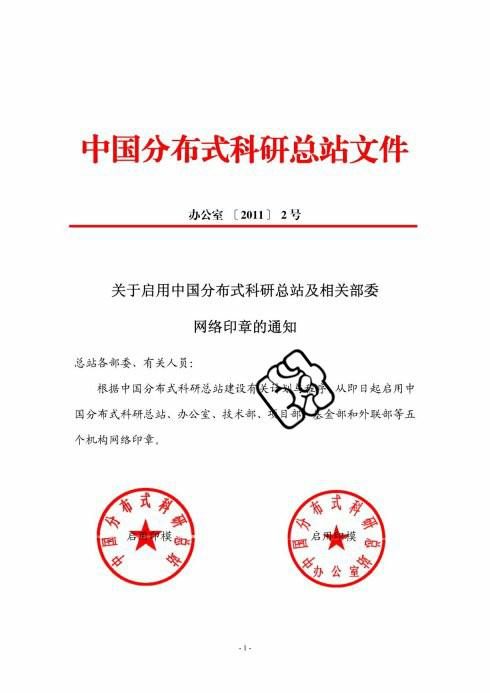 中国分布式科研总站文件
办公室 〔2011〕 2号
关于启用中国分布式科研总站及相关部委
网络印章的通知
总站各部委、有关人员：
根据中国分布式科研总站建设有关计划与程序，从即日起启用中
国分布式科研总站、办公室、技术部、项目部、基金部和外联部等五
个机构网络印章。
中国分布式科研总站
启用印模
中国分布式科研总站
启用印模
办公室
- 1 -